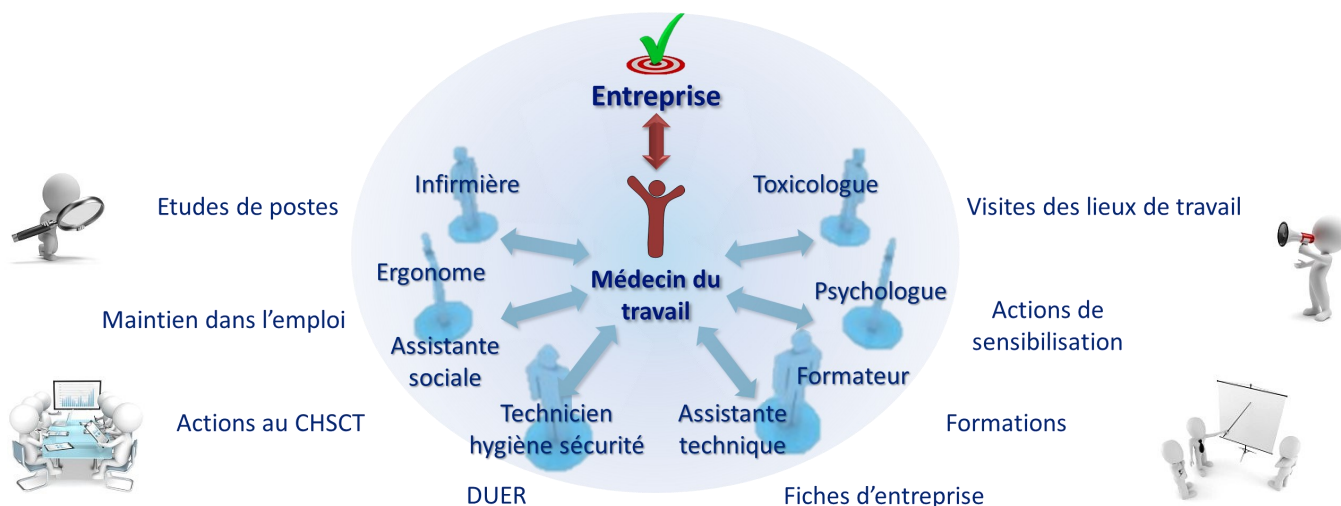 Entreprise
Infirmière
Toxicologue
Etudes de postes
Visites des lieux de travail
Ergonome
Médecin du
travail
Psychologue
Maintien dans l’emploi
Actions de
sensibilisation
Assistante
sociale
Formateur
Actions au CHSCT
Technicien
hygiène sécurité
Assistante
technique
Formations
DUER
Fiches d’entreprise